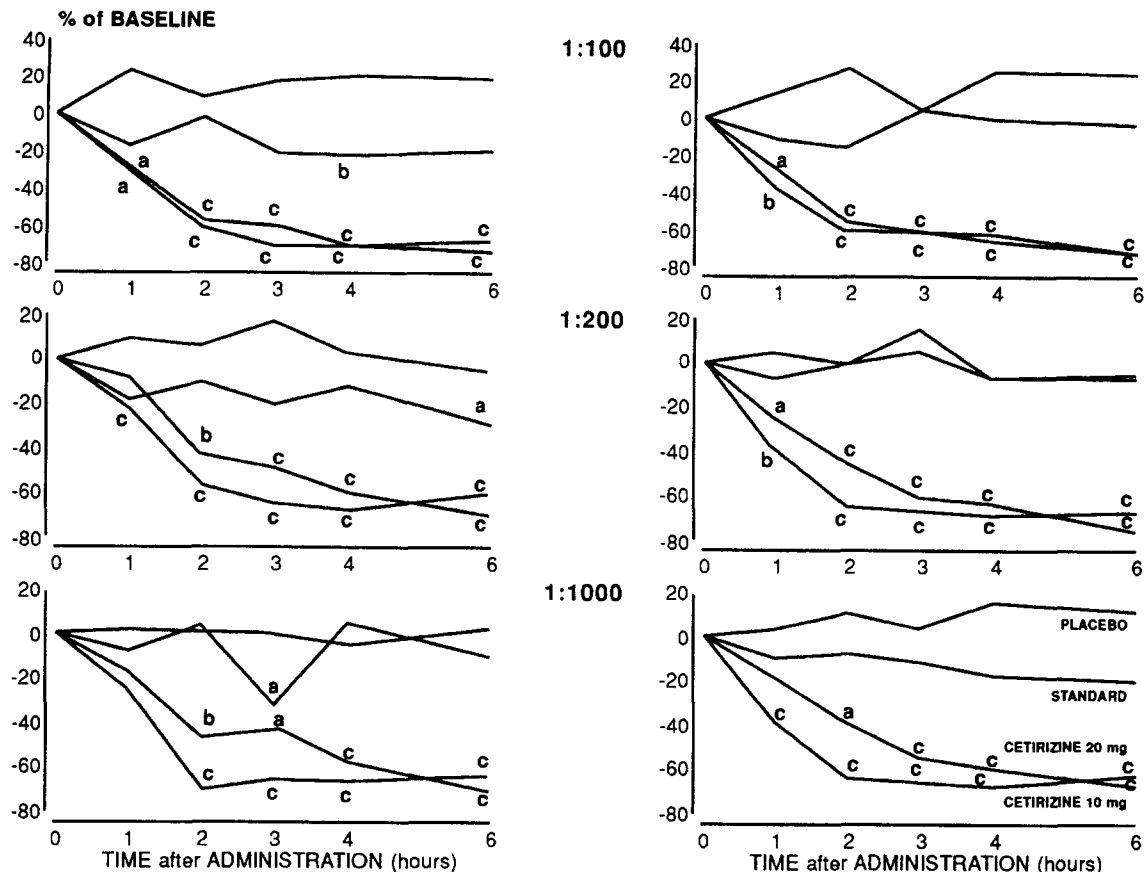 % of BASELINE
1:100
40
20
0
-20
-40
-60
-80
a
a
c
c
c
c
b
c
c
c
c
0 1 2 3 4 6
40
20
0
-20
-40
-60
-80
a
b
c
c
c
c
c
c
c
0 1 2 3 4 6
1:200
20
0
-20
-40
-60
-80
c
b
c
c
c
c
c
a
c
c
0 1 2 3 4 6
20
0
-20
-40
-60
-80
a
b
c
c
c
c
c
c
c
c
0 1 2 3 4 6
1:1000
20
0
-20
-40
-60
-80
b
c
a
a
c
c
c
c
c
0 1 2 3 4 6
TIME after ADMINISTRATION (hours)
20
0
-20
-40
-60
-80
PLACEBO
STANDARD
CETIRIZINE 20 mg
CETIRIZINE 10 mg
c
a
c
c
c
c
c
c
c
0 1 2 3 4 6
TIME after ADMINISTRATION (hours)